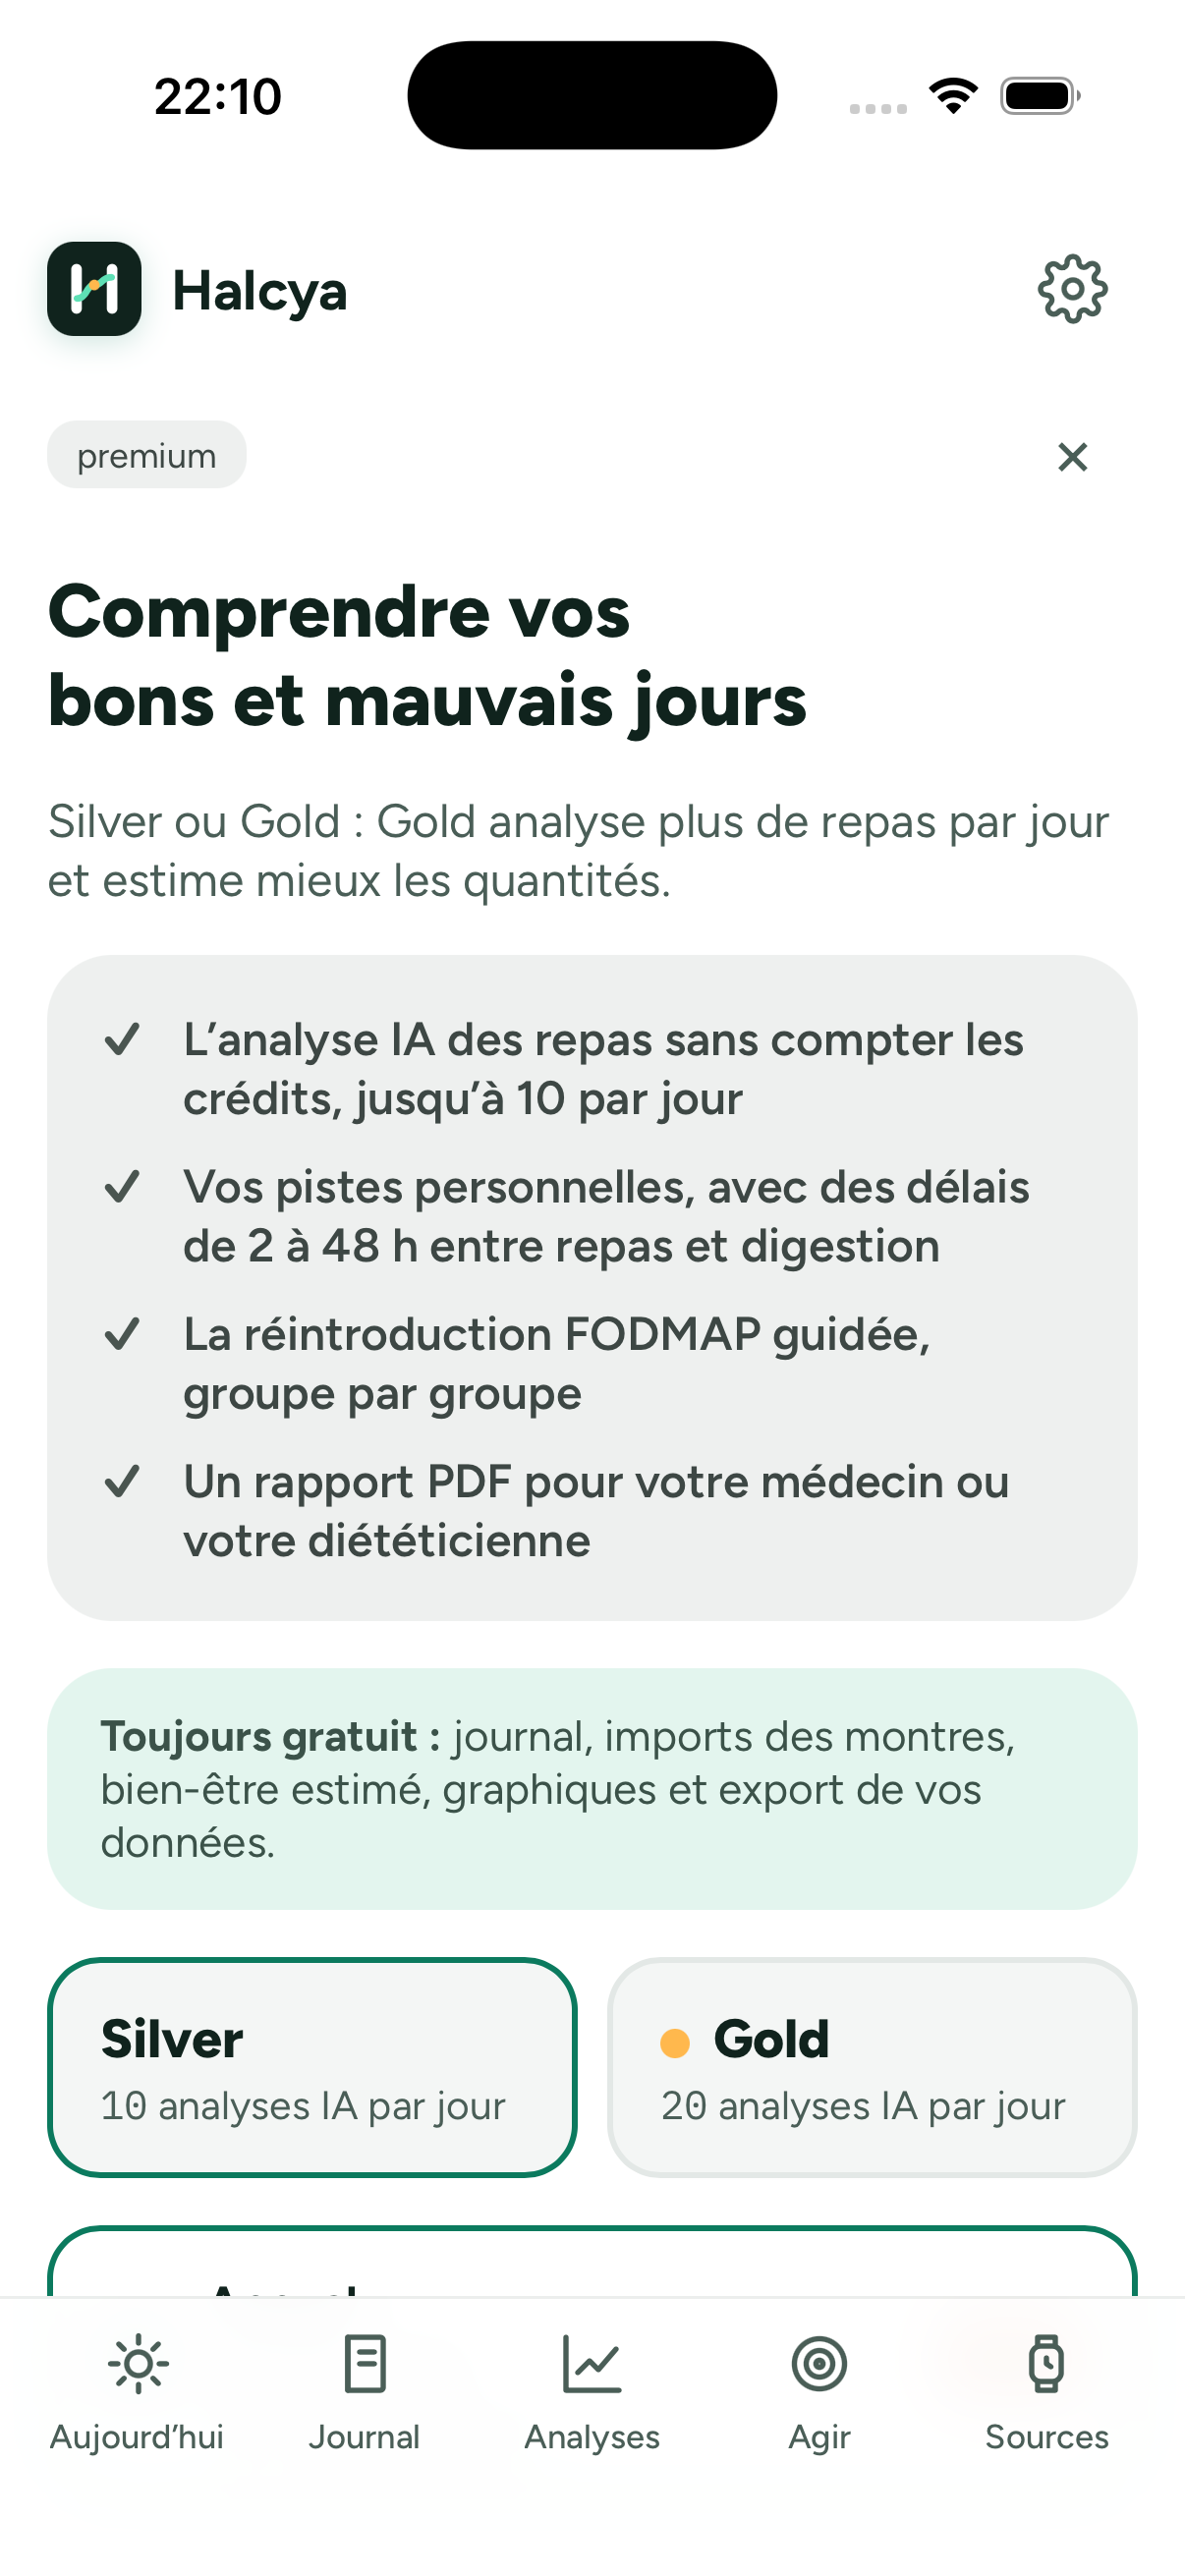 22:10
Halcya
premium
Comprendre vos
bons et mauvais jours
Silver ou Gold : Gold analyse plus de repas par jour
et estime mieux les quantités.
L’analyse IA des repas sans compter les
crédits, jusqu’à 10 par jour
Vos pistes personnelles, avec des délais
de 2 à 48 h entre repas et digestion
La réintroduction FODMAP guidée,
groupe par groupe
Un rapport PDF pour votre médecin ou
votre diététicienne
Toujours gratuit : journal, imports des montres,
bien-être estimé, graphiques et export de vos
données.
Silver
10 analyses IA par jour
Gold
20 analyses IA par jour
Aujourd’hui
Journal
Analyses
Agir
Sources